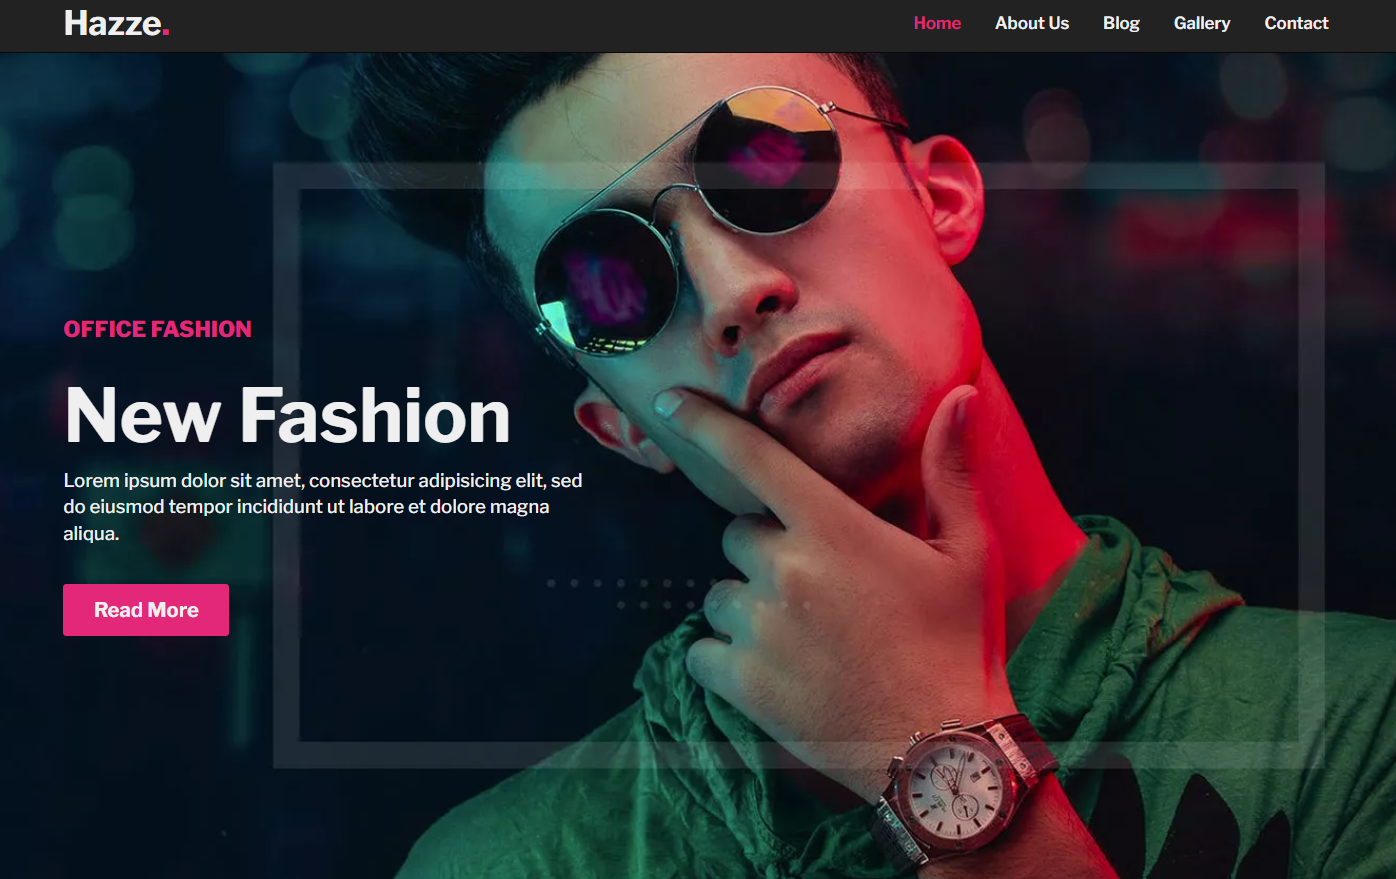 Hazze.
Home
About Us
Blog
Gallery
Contact
OFFICE FASHION
New Fashion
Lorem ipsum dolor sit amet, consectetur adipisicing elit, sed
do eiusmod tempor incididunt ut labore et dolore magna
aliqua.
Read More